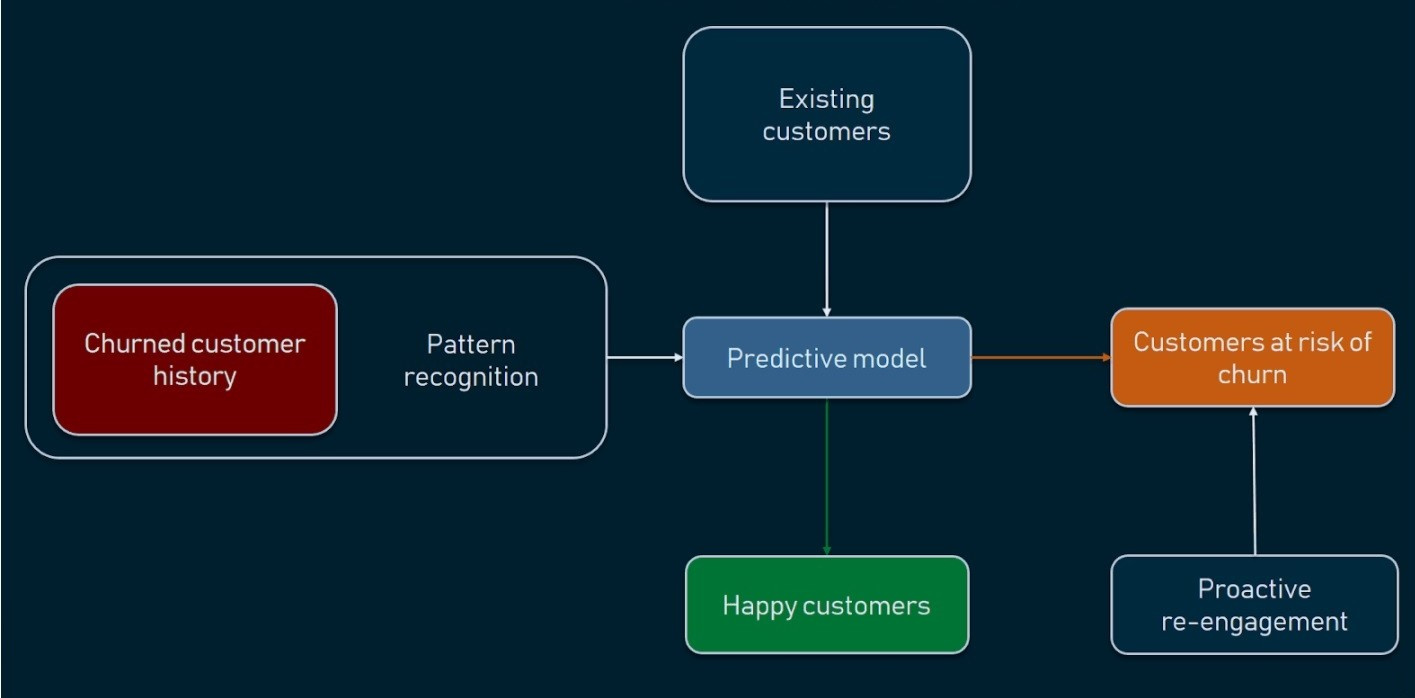 Existing
customers
Churned customer
history
Pattern
recognition
Predictive model
Customers at risk of
churn
Happy customers
Proactive
re-engagement